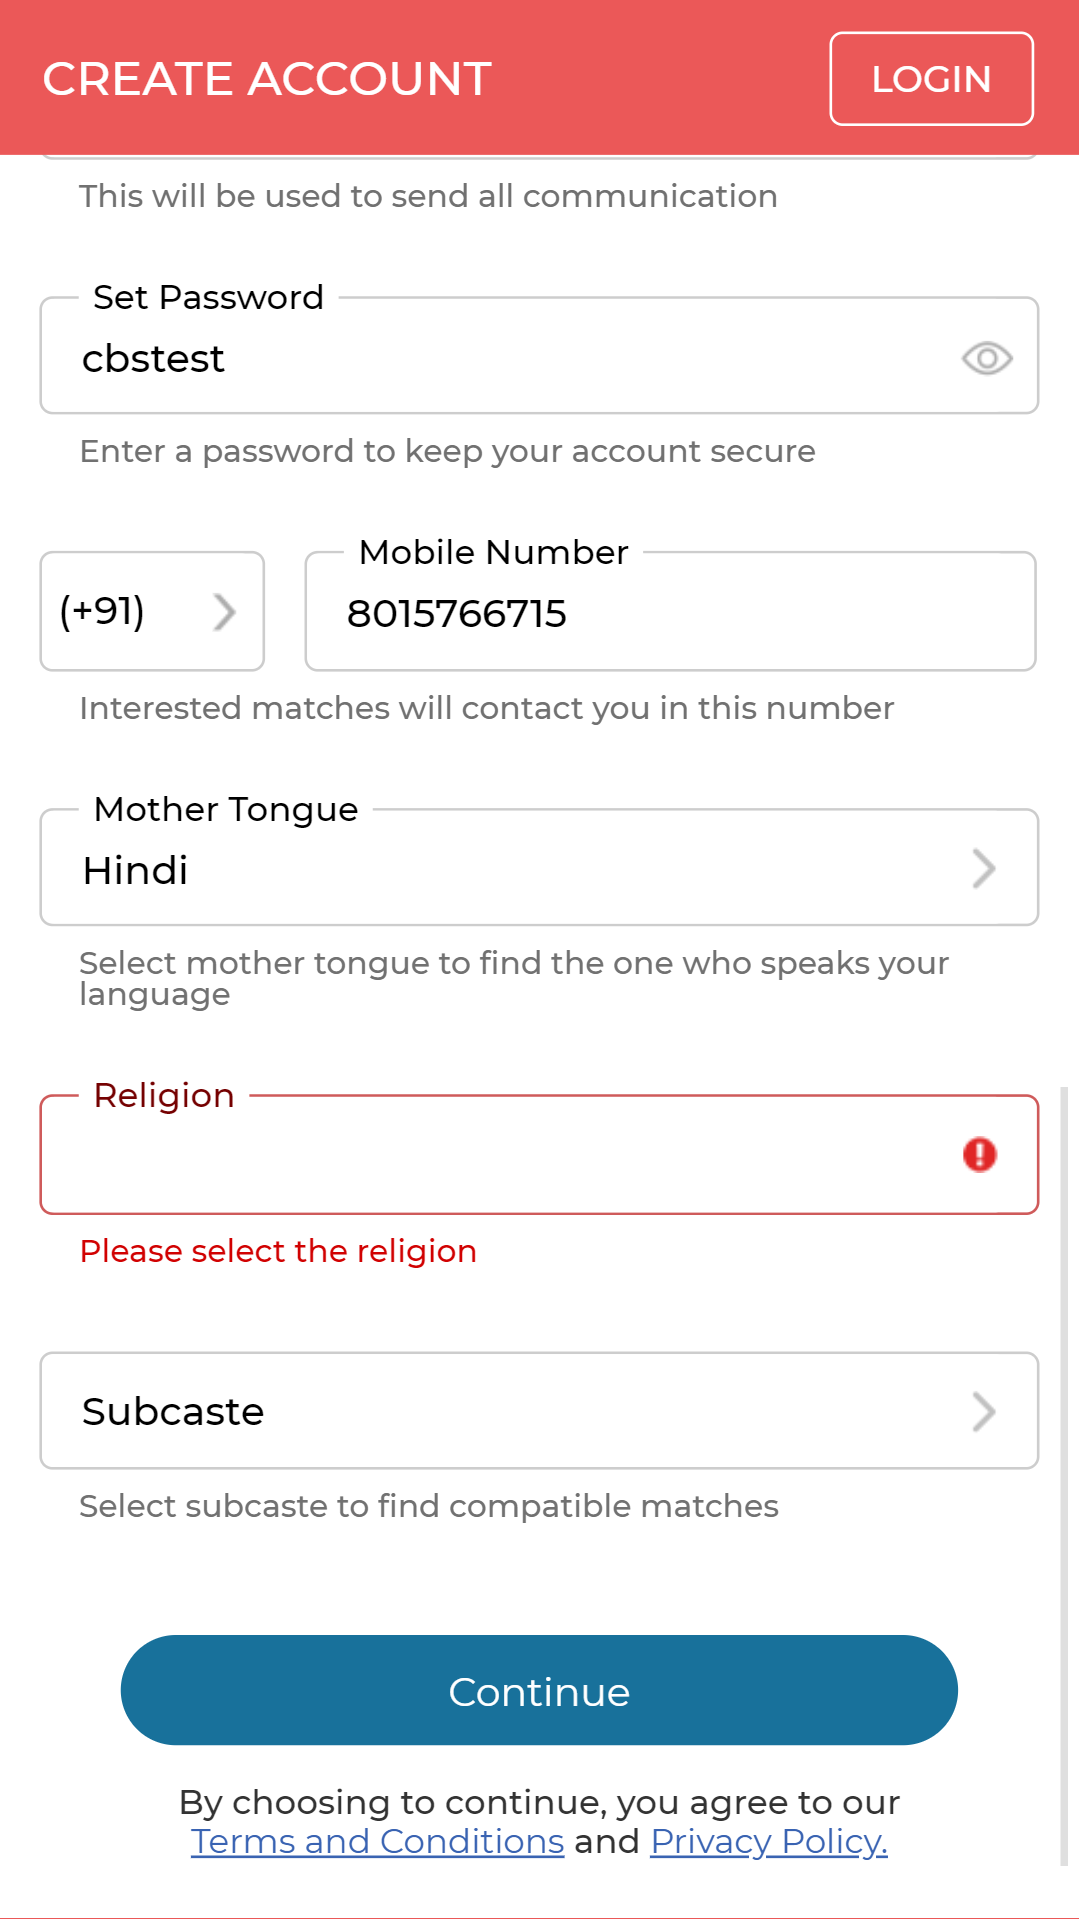 CREATE ACCOUNT
LOGIN
This will be used to send all communication
Set Password
cbstest
Enter a password to keep your account secure
(+91)
Mobile Number
8015766715
Interested matches will contact you in this number
Mother Tongue
Hindi
Select mother tongue to find the one who speaks your
language
Religion
Please select the religion
Subcaste
Select subcaste to find compatible matches
Continue
By choosing to continue, you agree to our
Terms and Conditions and Privacy Policy.